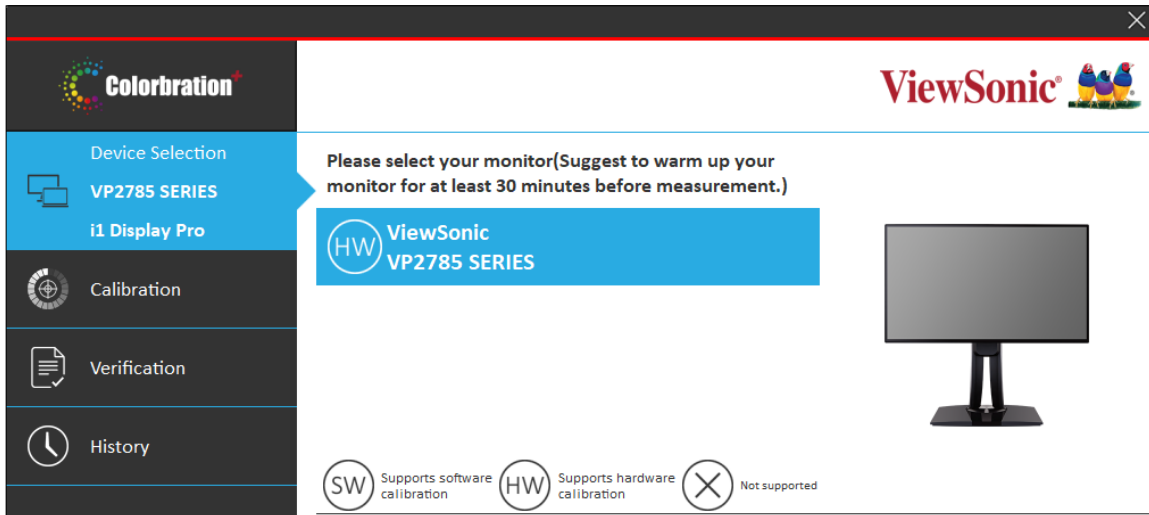 Colorbration+
ViewSonic®
Device Selection
VP2785 SERIES
i1 Display Pro
Calibration
Verification
History
Please select your monitor(Suggest to warm up your
monitor for at least 30 minutes before measurement.)
HW
ViewSonic
VP2785 SERIES
SW
Supports software
calibration
HW
Supports hardware
calibration
Not supported